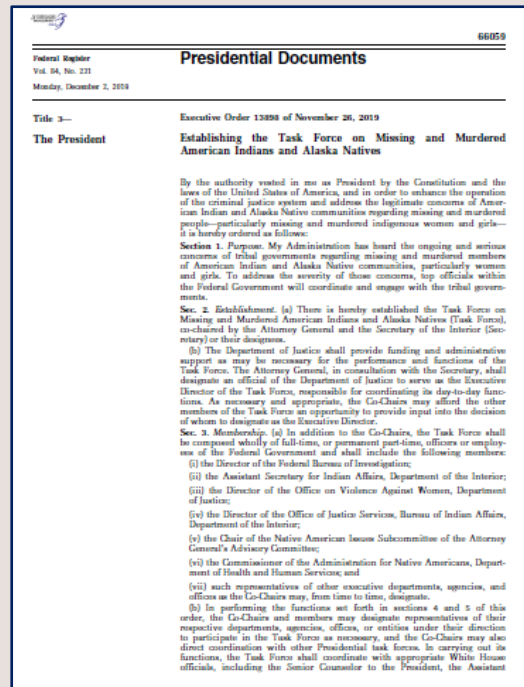 66059
Federal Register
Vol. 84, No. 231
Monday, December 2, 2019
Presidential Documents
Title 3—
The President
Executive Order 13898 of November 26, 2019
Establishing the Task Force on Missing and Murdered
American Indians and Alaska Natives
By the authority vested in me as President by the Constitution and the
laws of the United States of America, and in order to enhance the operation
of the criminal justice system and address the legitimate concerns of Amer-
ican Indian and Alaska Native communities regarding missing and murdered
people—particularly missing and murdered indigenous women and girls—
it is hereby ordered as follows:
Section 1. Purpose. My Administration has heard the ongoing and serious
concerns of tribal governments regarding missing and murdered members
of American Indian and Alaska Native communities, particularly women
and girls. To address the severity of those concerns, top officials within
the Federal Government will coordinate and engage with the tribal govern-
ments.
Sec. 2. Establishment. (a) There is hereby established the Task Force on
Missing and Murdered American Indians and Alaska Natives (Task Force),
co-chaired by the Attorney General and the Secretary of the Interior (Sec-
retary) or their designees.
(b) The Department of Justice shall provide funding and administrative
support as may be necessary for the performance and functions of the
Task Force. The Attorney General, in consultation with the Secretary, shall
designate an official of the Department of Justice to serve as the Executive
Director of the Task Force, responsible for coordinating its day-to-day func-
tions. As necessary and appropriate, the Co-Chairs may afford the other
members of the Task Force an opportunity to provide input into the decision
of whom to designate as the Executive Director.
Sec. 3. Membership. (a) In addition to the Co-Chairs, the Task Force shall
be composed wholly of full-time, or permanent part-time, officers or employ-
ees of the Federal Government and shall include the following members:
(i) the Director of the Federal Bureau of Investigation;
(ii) the Assistant Secretary for Indian Affairs, Department of the Interior;
(iii) the Director of the Office on Violence Against Women, Department
of Justice;
(iv) the Director of the Office of Justice Services, Bureau of Indian Affairs,
Department of the Interior;
(v) the Chair of the Native American Issues Subcommittee of the Attorney
General's Advisory Committee;
(vi) the Commissioner of the Administration for Native Americans, Depart-
ment of Health and Human Services; and
(vii) such representatives of other executive departments, agencies, and
offices as the Co-Chairs may, from time to time, designate.
(b) In performing the functions set forth in sections 4 and 5 of this
order, the Co-Chairs and members may designate representatives of their
respective departments, agencies, offices, or entities under their direction
to participate in the Task Force as necessary, and the Co-Chairs may also
direct coordination with other Presidential task forces. In carrying out its
functions, the Task Force shall coordinate with appropriate White House
officials, including the Senior Counselor to the President, the Assistant